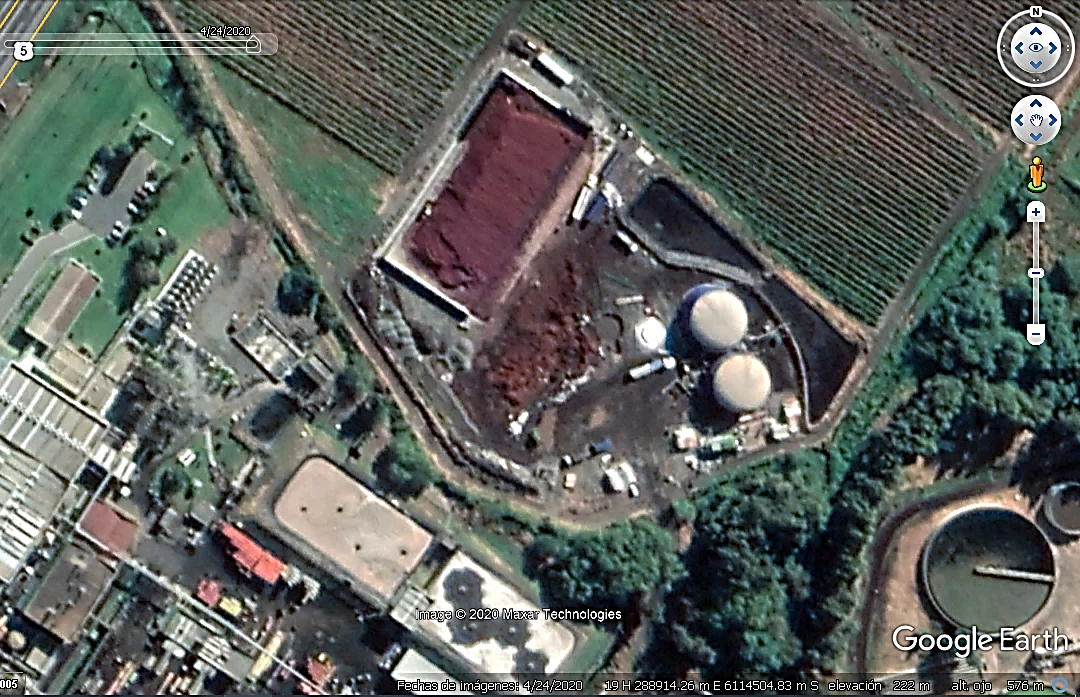 4/24/2020
N
5
Image © 2020 Maxar Technologies
Google Earth
005
Fechas de imágenes: 4/24/2020 19 H 288914.26 m E 6114504.83 m S elevación 222 m alt. ojo 576 m